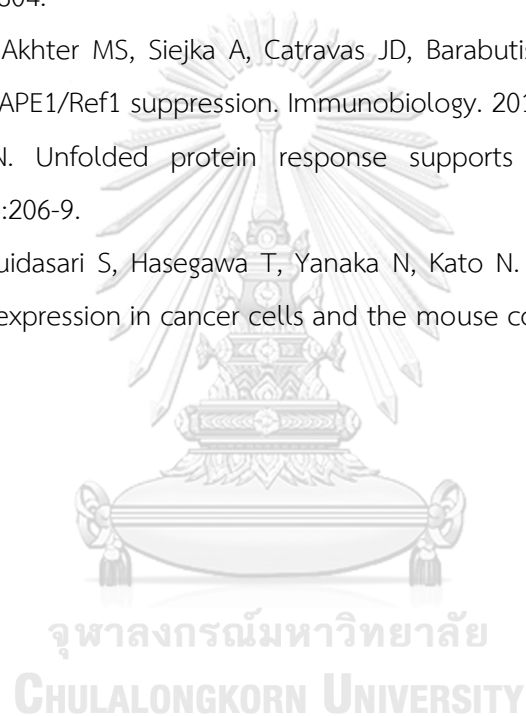 304.
Akhter MS, Siejka A, Catravas JD, Barabutis
APE1/Ref1 suppression. Immunobiology. 201
N. Unfolded protein response supports
:206-9.
uidasari S, Hasegawa T, Yanaka N, Kato N.
expression in cancer cells and the mouse co
จุฬาลงกรณ์มหาวิทยาลัย
CHULALONGKORN UNIVERSITY